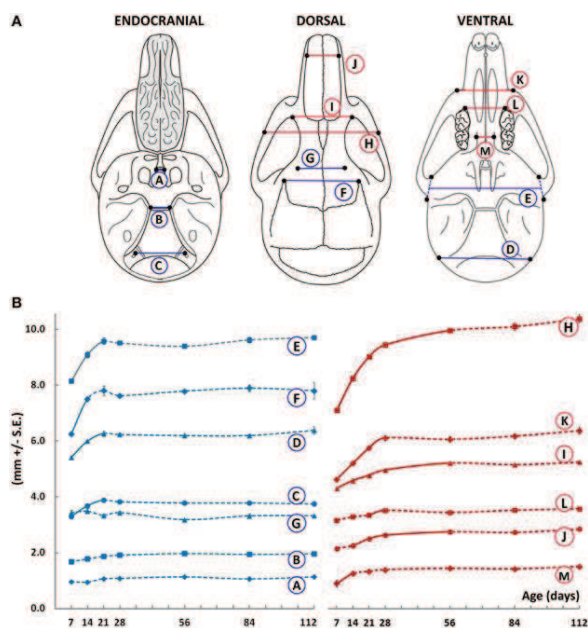 A
ENDOCRANIAL DORSAL VENTRAL
J
K
I
L
H
M
G
A
F
E
B
D
C
B
10.0
8.0
6.0
4.0
2.0
0.0
(mm +/- S.E.)
E
F
D
C
G
B
A
7 14 21 28 56 84 112
H
K
I
L
J
M
Age (days)
7 14 21 28 56 84 112